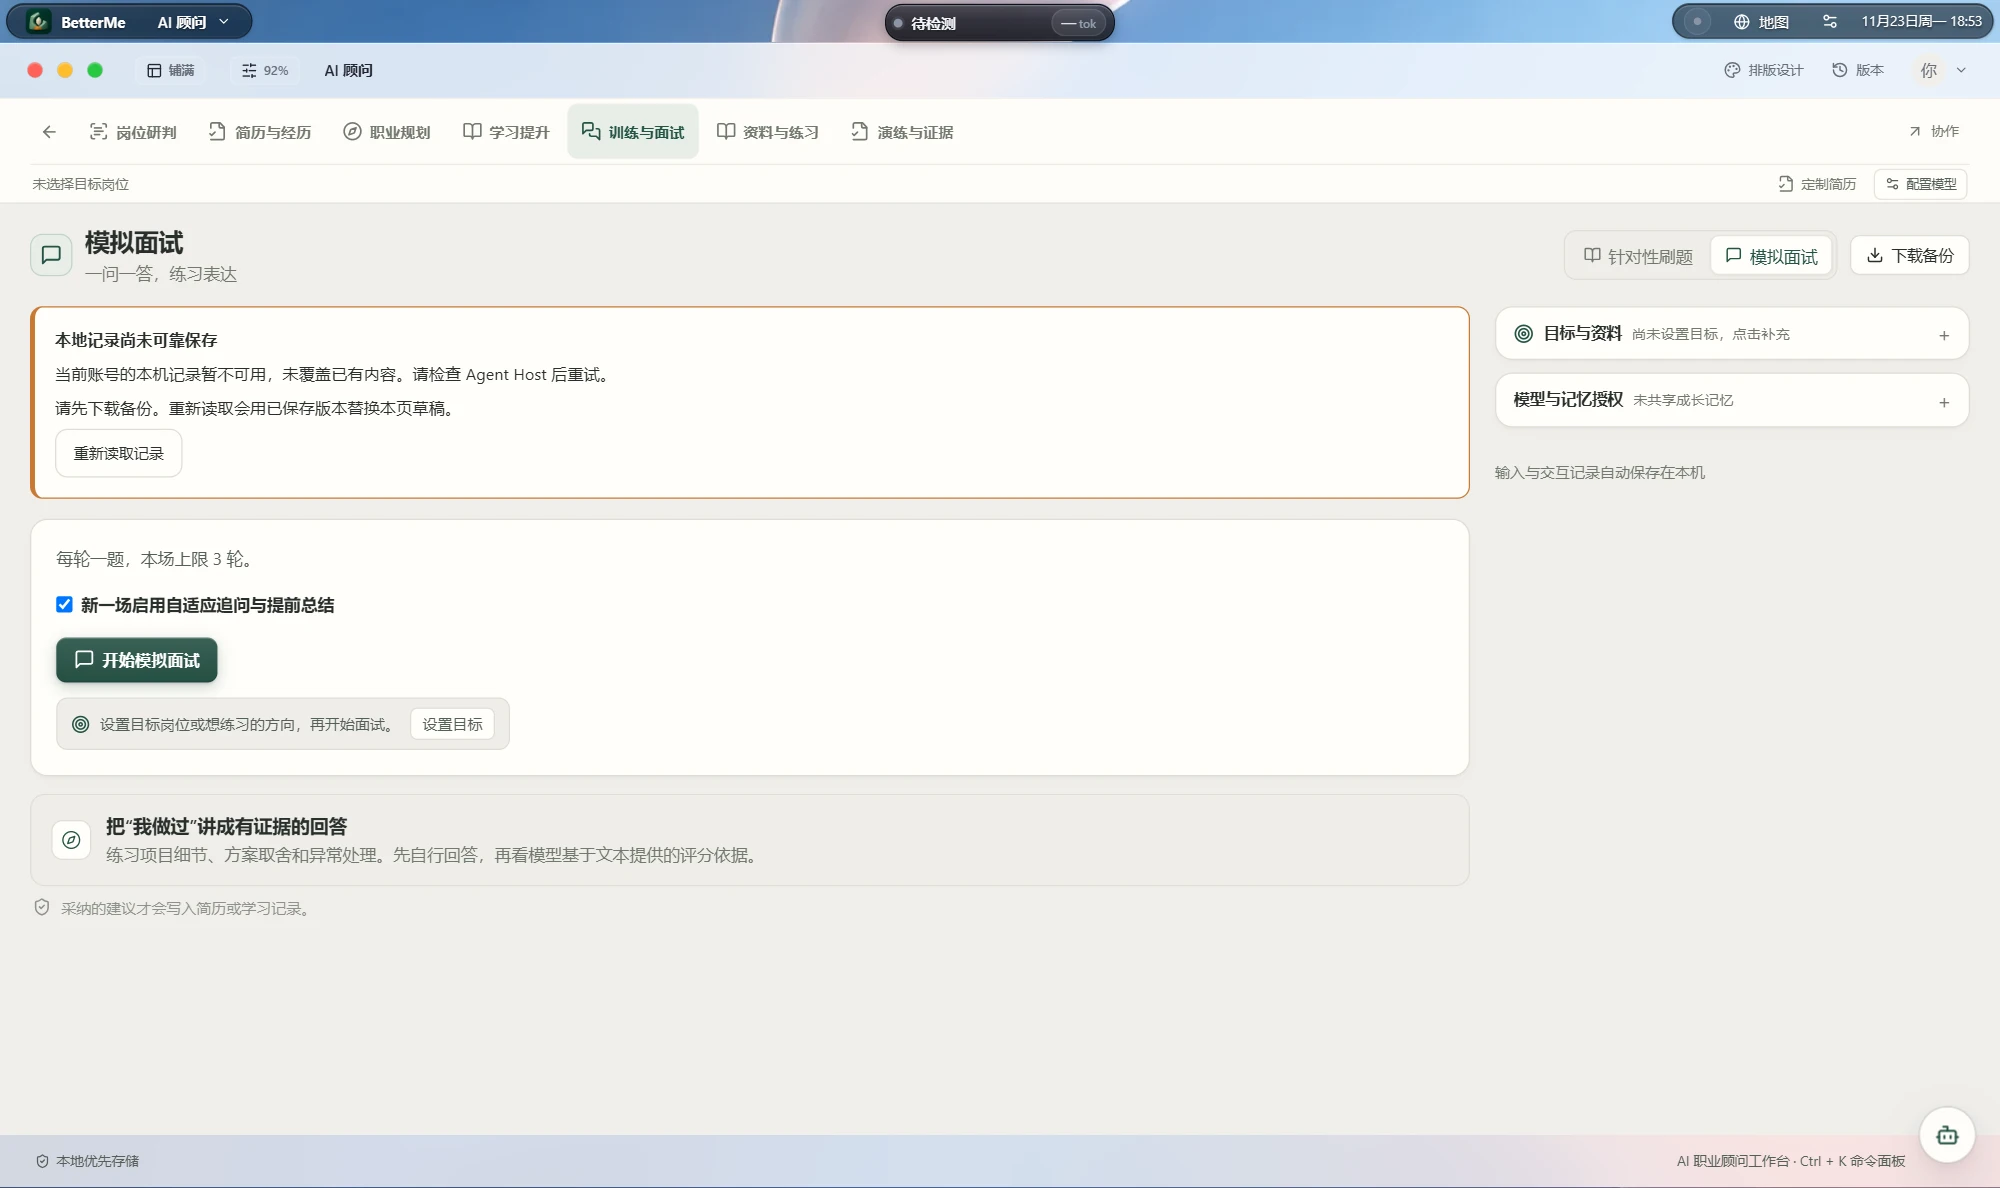 BetterMe AI 顾问
待检测 — tok
地图 11月23日周一 18:53
铺满 92% AI 顾问
排版设计 版本 你
岗位研判 简历与经历 职业规划 学习提升 训练与面试 资料与练习 演练与证据 协作
未选择目标岗位
定制简历 配置模型
模拟面试
一问一答，练习表达
针对性刷题 模拟面试 下载备份
本地记录尚未可靠保存
当前账号的本机记录暂不可用，未覆盖已有内容。请检查 Agent Host 后重试。
请先下载备份。重新读取会用已保存版本替换本页草稿。
重新读取记录
目标与资料 尚未设置目标，点击补充 +
模型与记忆授权 未共享成长记忆 +
输入与交互记录自动保存在本机
每轮一题，本场上限 3 轮。
新一场启用自适应追问与提前总结
开始模拟面试
设置目标岗位或想练习的方向，再开始面试。 设置目标
把“我做过”讲成有证据的回答
练习项目细节、方案取舍和异常处理。先自行回答，再看模型基于文本提供的评分依据。
采纳的建议才会写入简历或学习记录。
本地优先存储
AI 职业顾问工作台 · Ctrl + K 命令面板